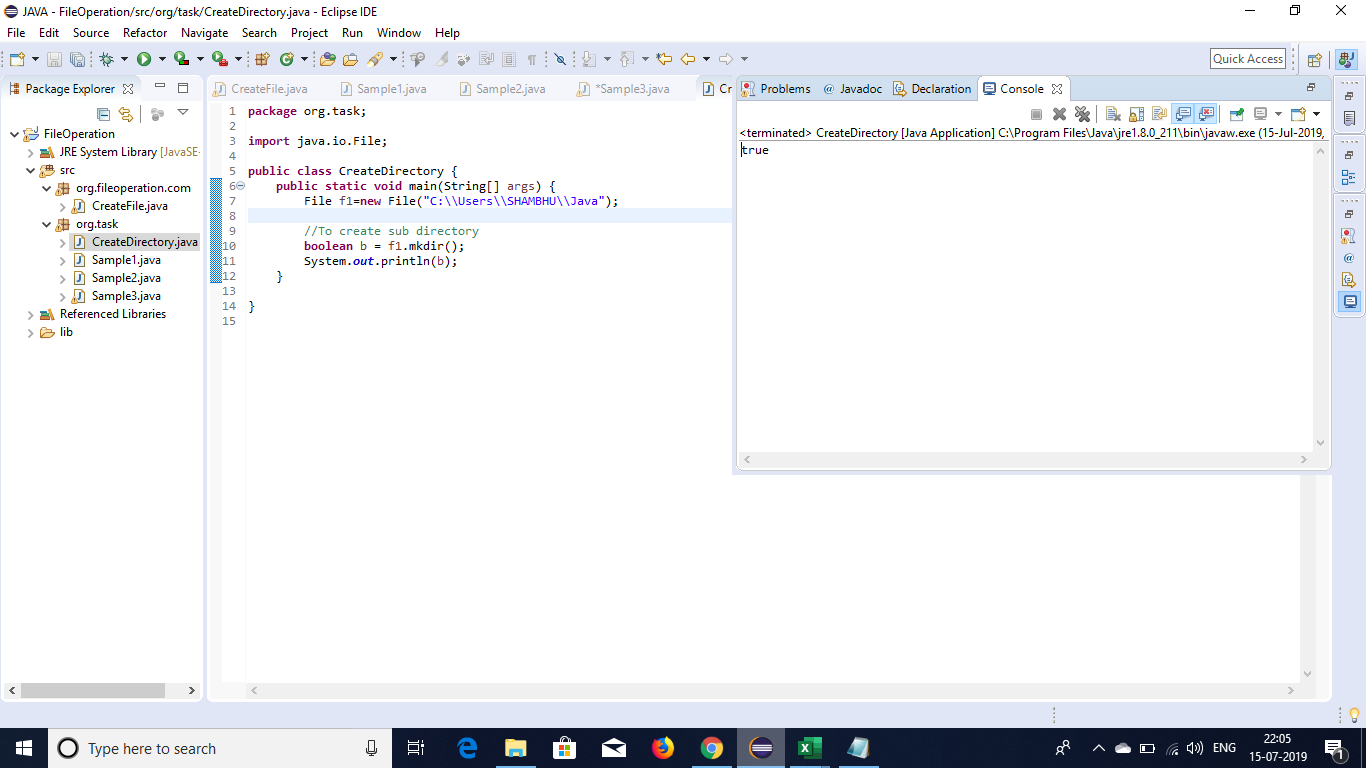 JAVA - FileOperation/src/org/task/CreateDirectory.java - Eclipse IDE
File Edit Source Refactor Navigate Search Project Run Window Help
Quick Access
Package Explorer
FileOperation
JRE System Library [JavaSE-
src
org.fileoperation.com
CreateFile.java
org.task
CreateDirectory.java
Sample1.java
Sample2.java
Sample3.java
Referenced Libraries
lib
CreateFile.java Sample1.java Sample2.java *Sample3.java Cr
1 package org.task;
2
3 import java.io.File;
4
5 public class CreateDirectory {
6 public static void main(String[] args) {
7 File f1=new File("C:\\Users\\SHAMBHU\\Java");
8
9 //To create sub directory
10 boolean b = f1.mkdir();
11 System.out.println(b);
12 }
13
14 }
15
Problems @ Javadoc Declaration Console
<terminated> CreateDirectory [Java Application] C:\Program Files\Java\jre1.8.0_211\bin\javaw.exe (15-Jul-2019,
true
Type here to search
ENG
22:05
15-07-2019
1